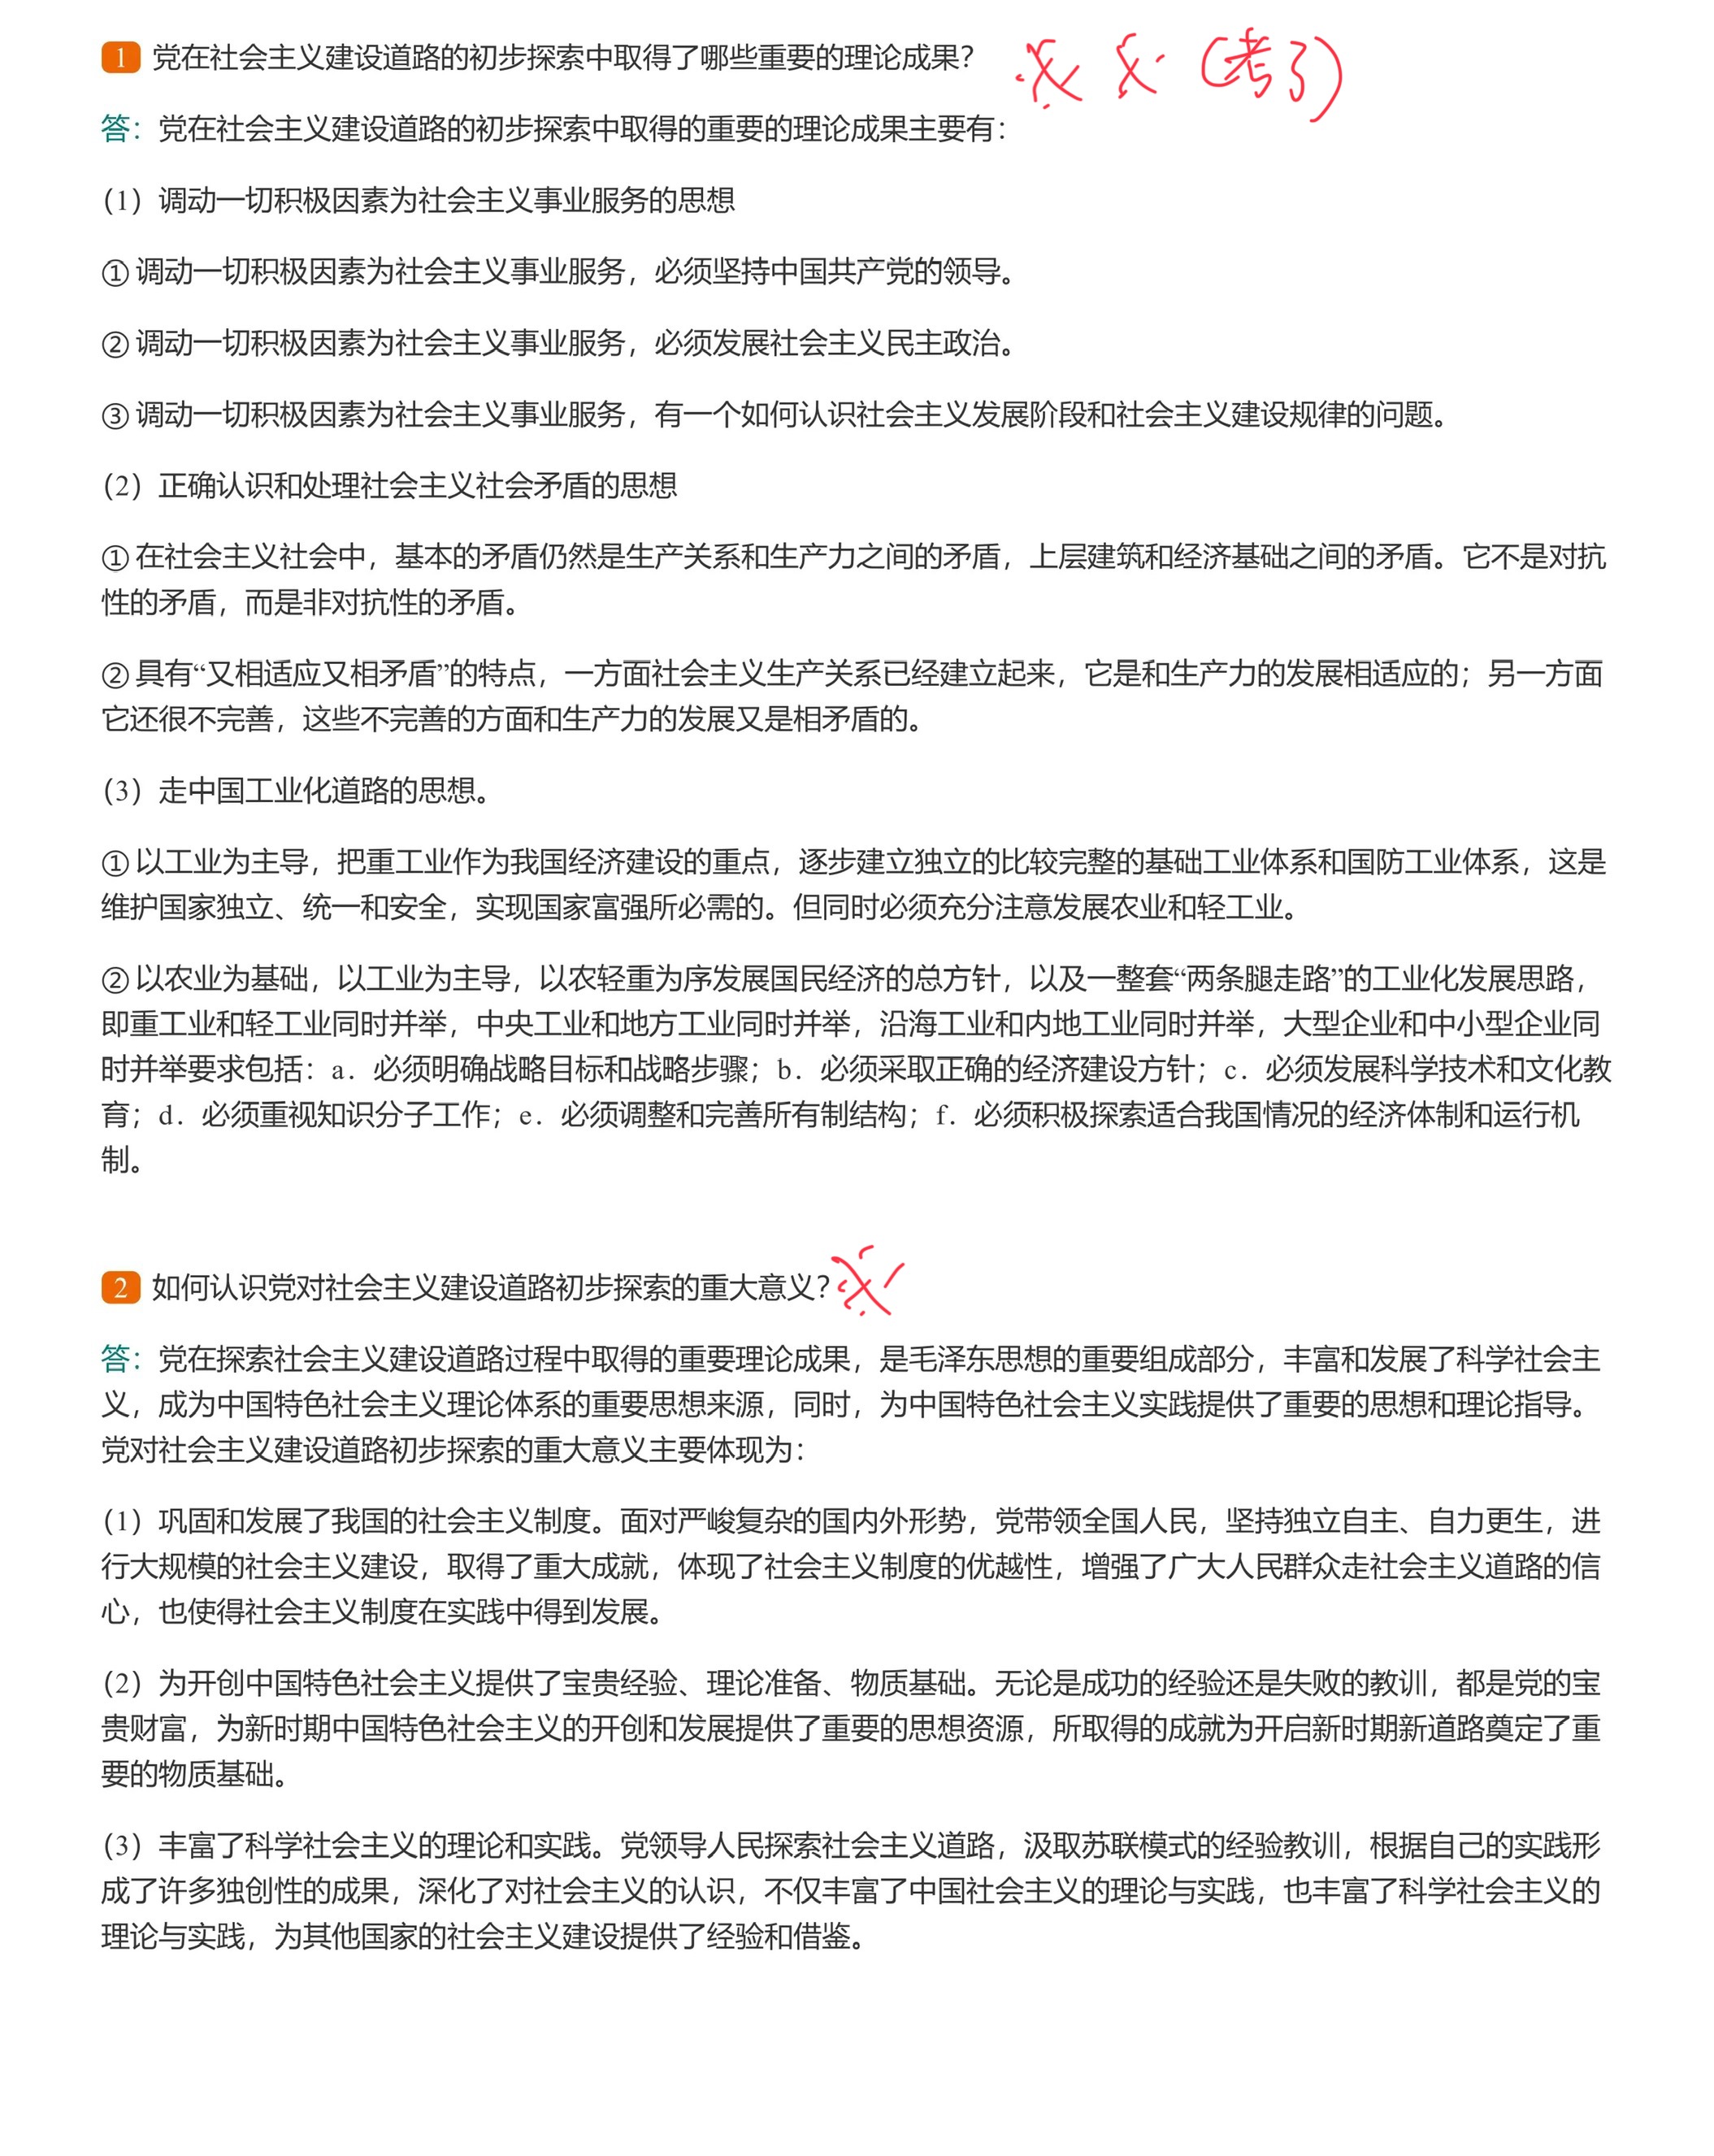 1 党在社会主义建设道路的初步探索中取得了哪些重要的理论成果？ ※ ※ (考了)
答：党在社会主义建设道路的初步探索中取得的重要的理论成果主要有：
（1）调动一切积极因素为社会主义事业服务的思想
① 调动一切积极因素为社会主义事业服务，必须坚持中国共产党的领导。
② 调动一切积极因素为社会主义事业服务，必须发展社会主义民主政治。
③ 调动一切积极因素为社会主义事业服务，有一个如何认识社会主义发展阶段和社会主义建设规律的问题。
（2）正确认识和处理社会主义社会矛盾的思想
① 在社会主义社会中，基本的矛盾仍然是生产关系和生产力之间的矛盾，上层建筑和经济基础之间的矛盾。它不是对抗
性的矛盾，而是非对抗性的矛盾。
② 具有“又相适应又相矛盾”的特点，一方面社会主义生产关系已经建立起来，它是和生产力的发展相适应的；另一方面
它还很不完善，这些不完善的方面和生产力的发展又是相矛盾的。
（3）走中国工业化道路的思想。
① 以工业为主导，把重工业作为我国经济建设的重点，逐步建立独立的比较完整的基础工业体系和国防工业体系，这是
维护国家独立、统一和安全，实现国家富强所必需的。但同时必须充分注意发展农业和轻工业。
② 以农业为基础，以工业为主导，以农轻重为序发展国民经济的总方针，以及一整套“两条腿走路”的工业化发展思路，
即重工业和轻工业同时并举，中央工业和地方工业同时并举，沿海工业和内地工业同时并举，大型企业和中小型企业同
时并举要求包括：a．必须明确战略目标和战略步骤；b．必须采取正确的经济建设方针；c．必须发展科学技术和文化教
育；d．必须重视知识分子工作；e．必须调整和完善所有制结构；f．必须积极探索适合我国情况的经济体制和运行机
制。
2 如何认识党对社会主义建设道路初步探索的重大意义？ ※
答：党在探索社会主义建设道路过程中取得的重要理论成果，是毛泽东思想的重要组成部分，丰富和发展了科学社会主
义，成为中国特色社会主义理论体系的重要思想来源，同时，为中国特色社会主义实践提供了重要的思想和理论指导。
党对社会主义建设道路初步探索的重大意义主要体现为：
（1）巩固和发展了我国的社会主义制度。面对严峻复杂的国内外形势，党带领全国人民，坚持独立自主、自力更生，进
行大规模的社会主义建设，取得了重大成就，体现了社会主义制度的优越性，增强了广大人民群众走社会主义道路的信
心，也使得社会主义制度在实践中得到发展。
（2）为开创中国特色社会主义提供了宝贵经验、理论准备、物质基础。无论是成功的经验还是失败的教训，都是党的宝
贵财富，为新时期中国特色社会主义的开创和发展提供了重要的思想资源，所取得的成就为开启新时期新道路奠定了重
要的物质基础。
（3）丰富了科学社会主义的理论和实践。党领导人民探索社会主义道路，汲取苏联模式的经验教训，根据自己的实践形
成了许多独创性的成果，深化了对社会主义的认识，不仅丰富了中国社会主义的理论与实践，也丰富了科学社会主义的
理论与实践，为其他国家的社会主义建设提供了经验和借鉴。